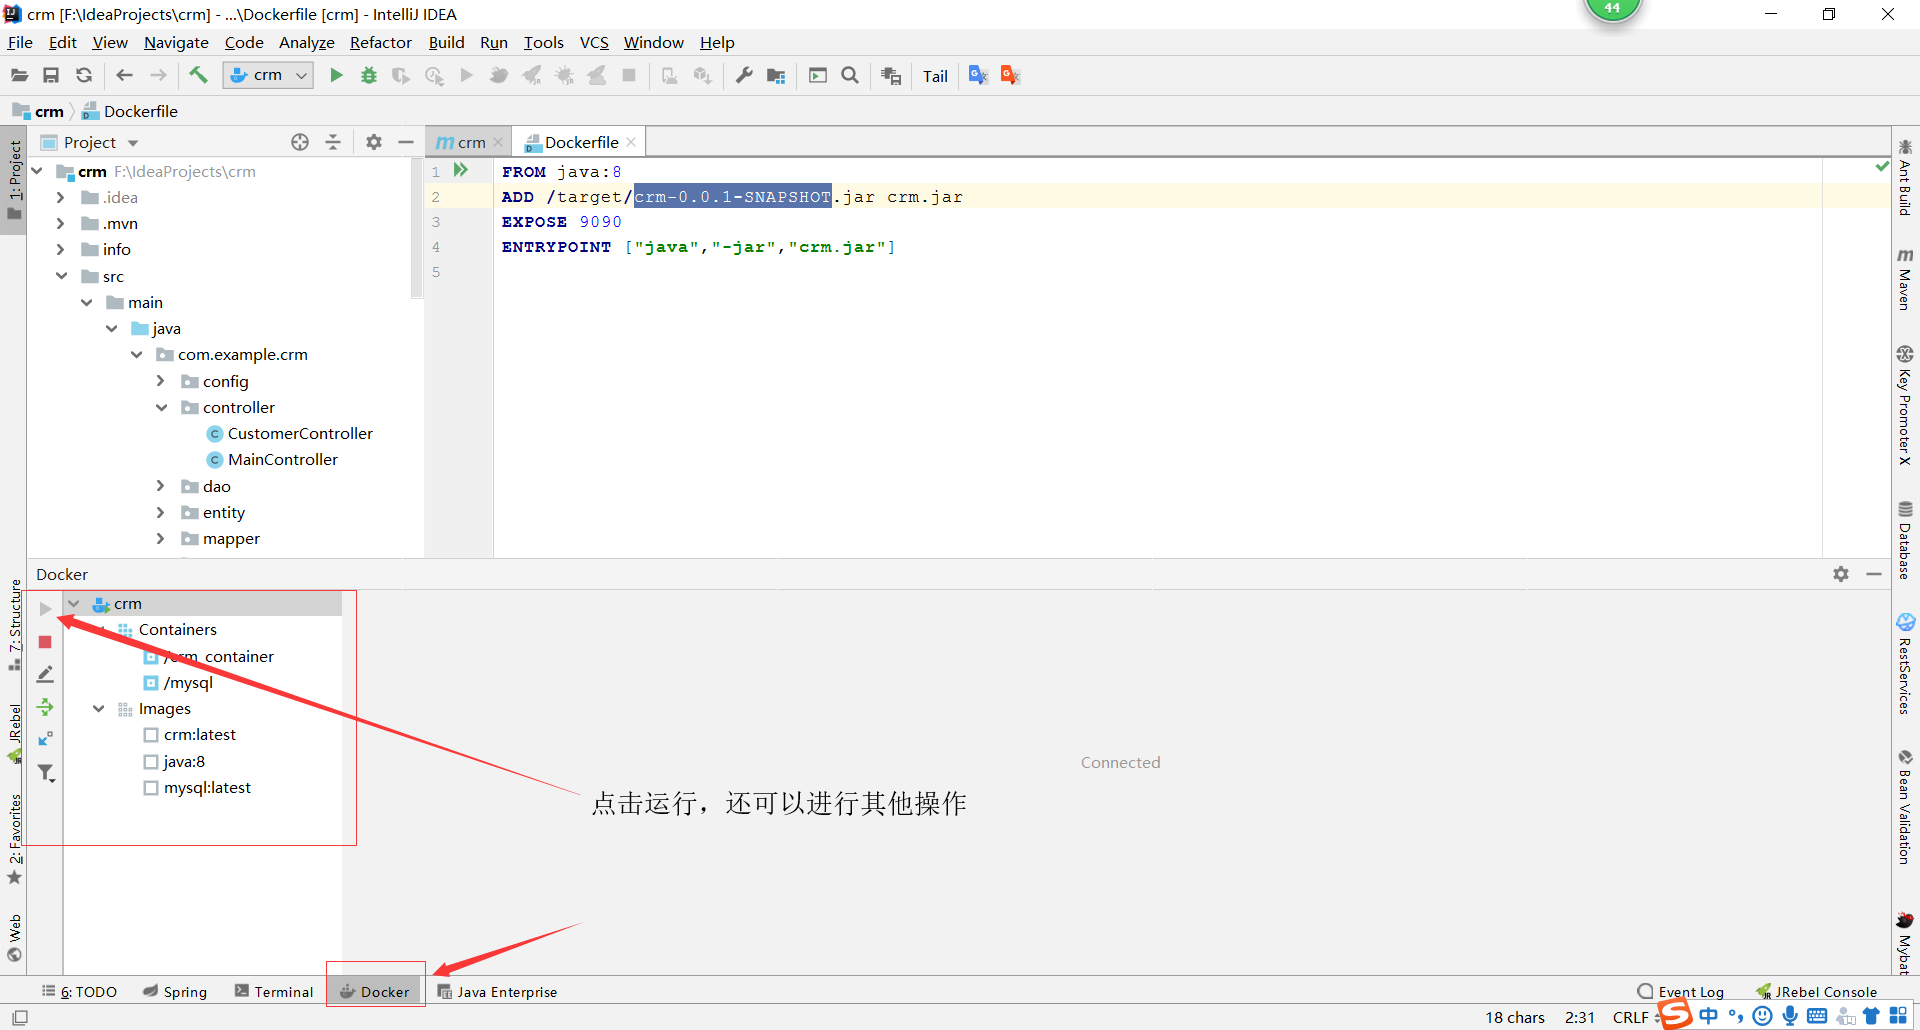 crm [F:\IdeaProjects\crm] - ...\Dockerfile [crm] - IntelliJ IDEA
44
File Edit View Navigate Code Analyze Refactor Build Run Tools VCS Window Help
crm Tail
crm Dockerfile
Project
crm
Dockerfile
1: Project
7: Structure
JRebel
2: Favorites
Web
crm F:\IdeaProjects\crm
.idea
.mvn
info
src
main
java
com.example.crm
config
controller
CustomerController
MainController
dao
entity
mapper
1 FROM java:8
2 ADD /target/crm-0.0.1-SNAPSHOT.jar crm.jar
3 EXPOSE 9090
4 ENTRYPOINT ["java","-jar","crm.jar"]
5
Ant Build
Maven
Key Promoter X
Database
RestServices
Bean Validation
Mybat
Docker
crm
Containers
/crm_container
/mysql
Images
crm:latest
java:8
mysql:latest
Connected
点击运行，还可以进行其他操作
6: TODO Spring Terminal Docker Java Enterprise Event Log JRebel Console
18 chars 2:31 CRLF
中